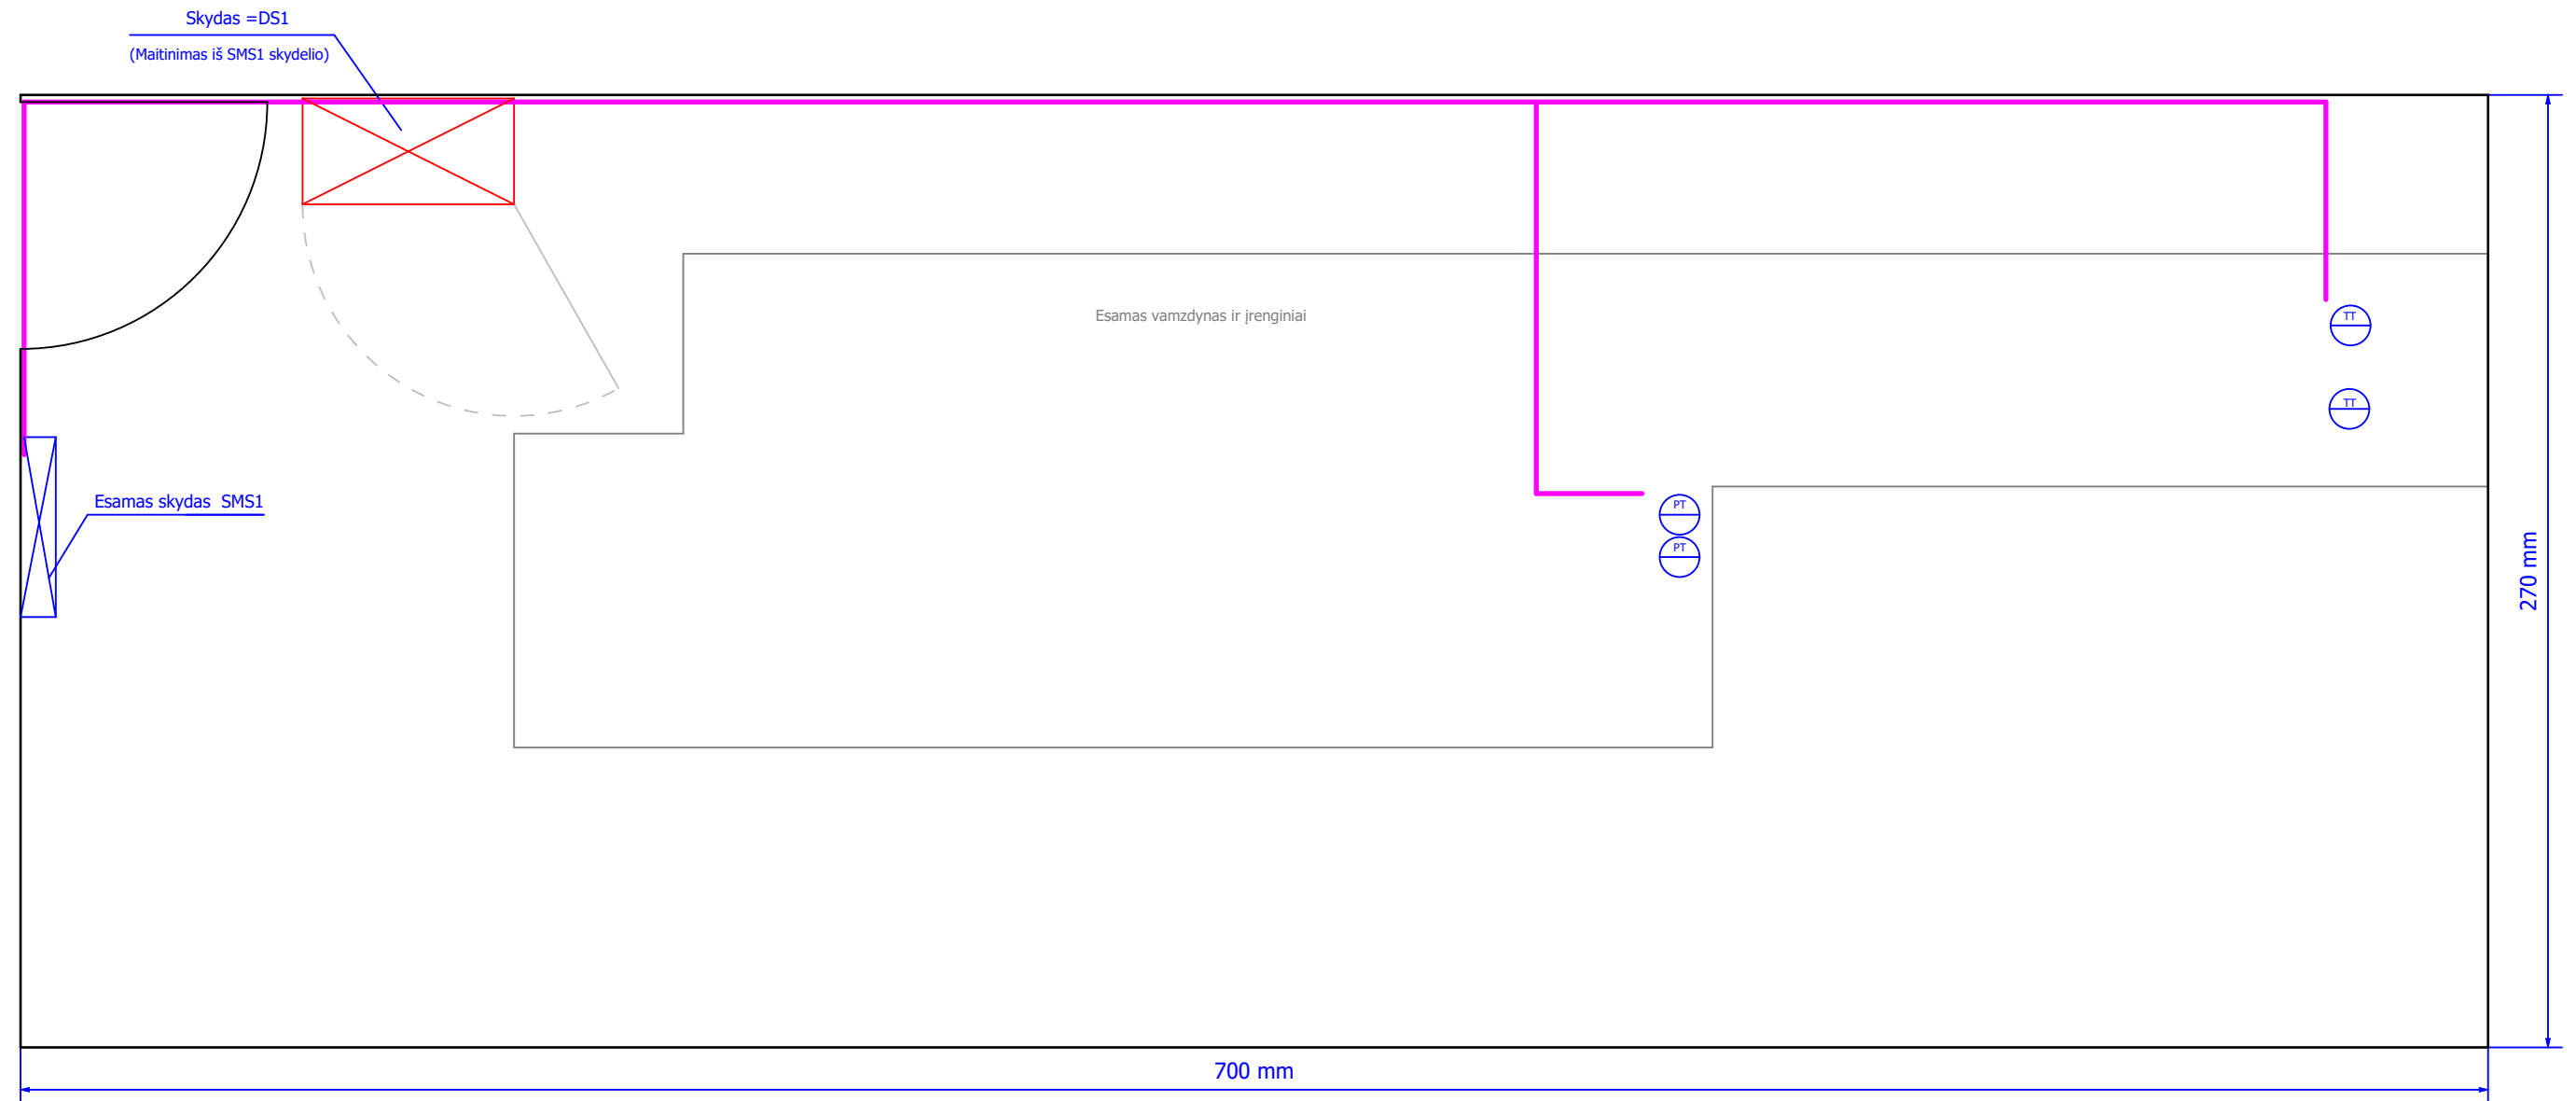 Skydas =DS1
(Maitinimas iš SMS1 skydelio)
Esamas vamzdynas ir įrenginiai
TT
TT
Esamas skydas SMS1
PT
PT
270 mm
700 mm